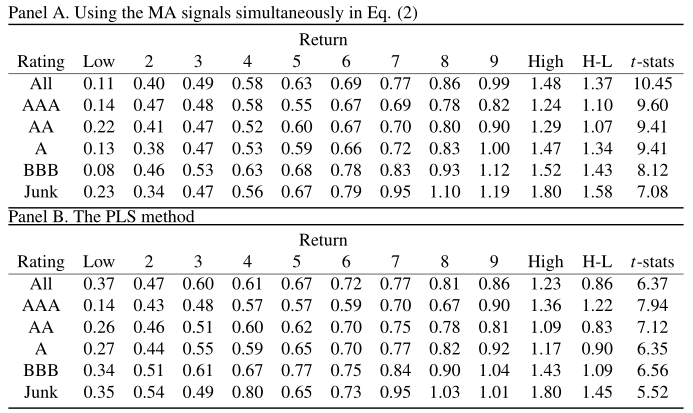 Panel A. Using the MA signals simultaneously in Eq. (2)
Return
Rating Low 2 3 4 5 6 7 8 9 High H-L t-stats
All 0.11 0.40 0.49 0.58 0.63 0.69 0.77 0.86 0.99 1.48 1.37 10.45
AAA 0.14 0.47 0.48 0.58 0.55 0.67 0.69 0.78 0.82 1.24 1.10 9.60
AA 0.22 0.41 0.47 0.52 0.60 0.67 0.70 0.80 0.90 1.29 1.07 9.41
A 0.13 0.38 0.47 0.53 0.59 0.66 0.72 0.83 1.00 1.47 1.34 9.41
BBB 0.08 0.46 0.53 0.63 0.68 0.78 0.83 0.93 1.12 1.52 1.43 8.12
Junk 0.23 0.34 0.47 0.56 0.67 0.79 0.95 1.10 1.19 1.80 1.58 7.08
Panel B. The PLS method
Return
Rating Low 2 3 4 5 6 7 8 9 High H-L t-stats
All 0.37 0.47 0.60 0.61 0.67 0.72 0.77 0.81 0.86 1.23 0.86 6.37
AAA 0.14 0.43 0.48 0.57 0.57 0.59 0.70 0.67 0.90 1.36 1.22 7.94
AA 0.26 0.46 0.51 0.60 0.62 0.70 0.75 0.78 0.81 1.09 0.83 7.12
A 0.27 0.44 0.55 0.59 0.65 0.70 0.77 0.82 0.92 1.17 0.90 6.35
BBB 0.34 0.51 0.61 0.67 0.77 0.75 0.84 0.90 1.04 1.43 1.09 6.56
Junk 0.35 0.54 0.49 0.80 0.65 0.73 0.95 1.03 1.01 1.80 1.45 5.52